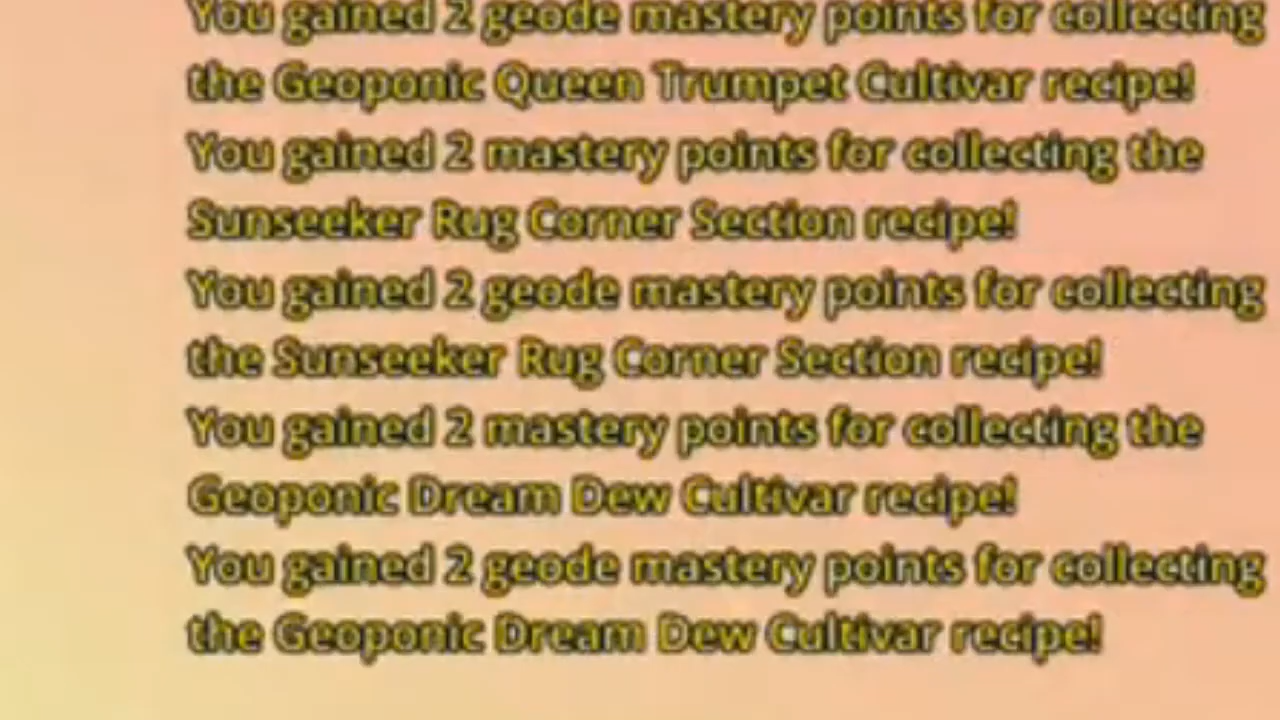 You gained 2 geode mastery points for collecting
the Geoponic Queen Trumpet Cultivar recipe!
You gained 2 mastery points for collecting the
Sunseeker Rug Corner Section recipe!
You gained 2 geode mastery points for collecting
the Sunseeker Rug Corner Section recipe!
You gained 2 mastery points for collecting the
Geoponic Dream Dew Cultivar recipe!
You gained 2 geode mastery points for collecting
the Geoponic Dream Dew Cultivar recipe!